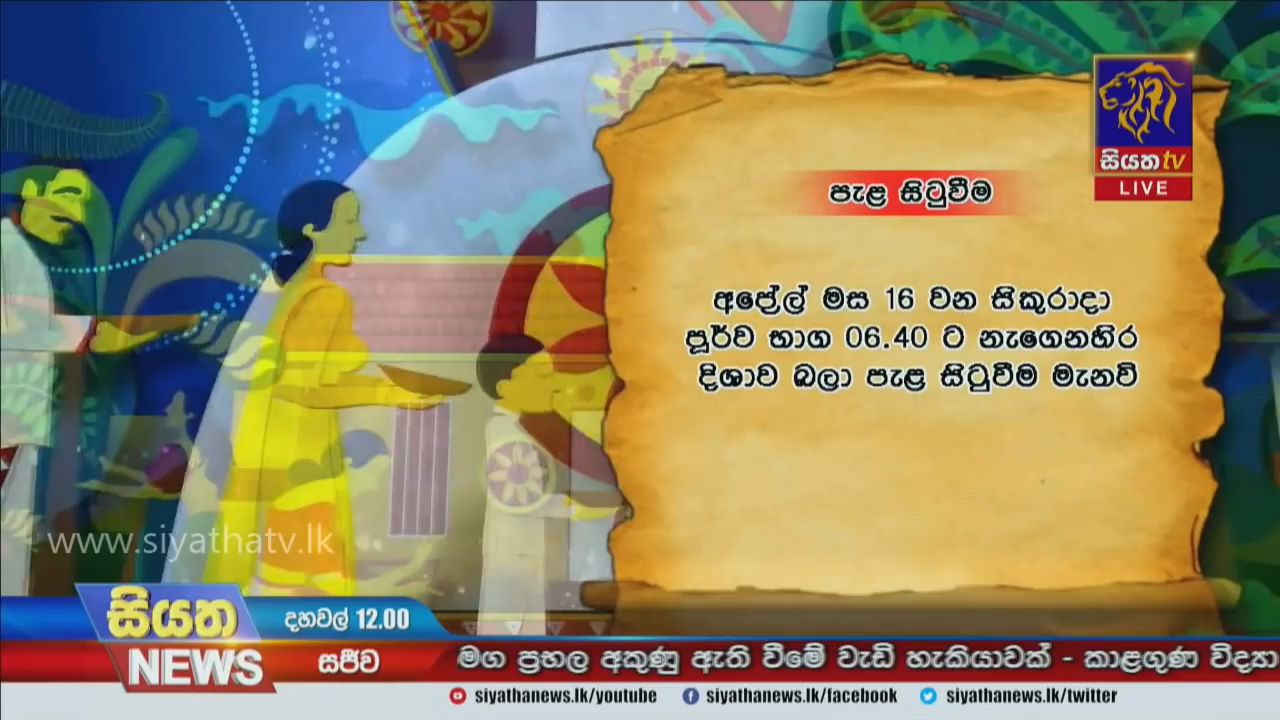 සියත tv
LIVE
පැළ සිටුවීම
අප්‍රේල් මස 16 වන සිකුරාදා
පූර්ව භාග 06.40 ට නැගෙනහිර
දිශාව බලා පැළ සිටුවීම මැනවි
www.siyathatv.lk
සියත
NEWS
දහවල් 12.00
සජීව
මග ප්‍රභල අකුණු ඇති වීමේ වැඩි හැකියාවක් - කාළගුණ විද්‍යා
siyathanews.lk/youtube
siyathanews.lk/facebook
siyathanews.lk/twitter